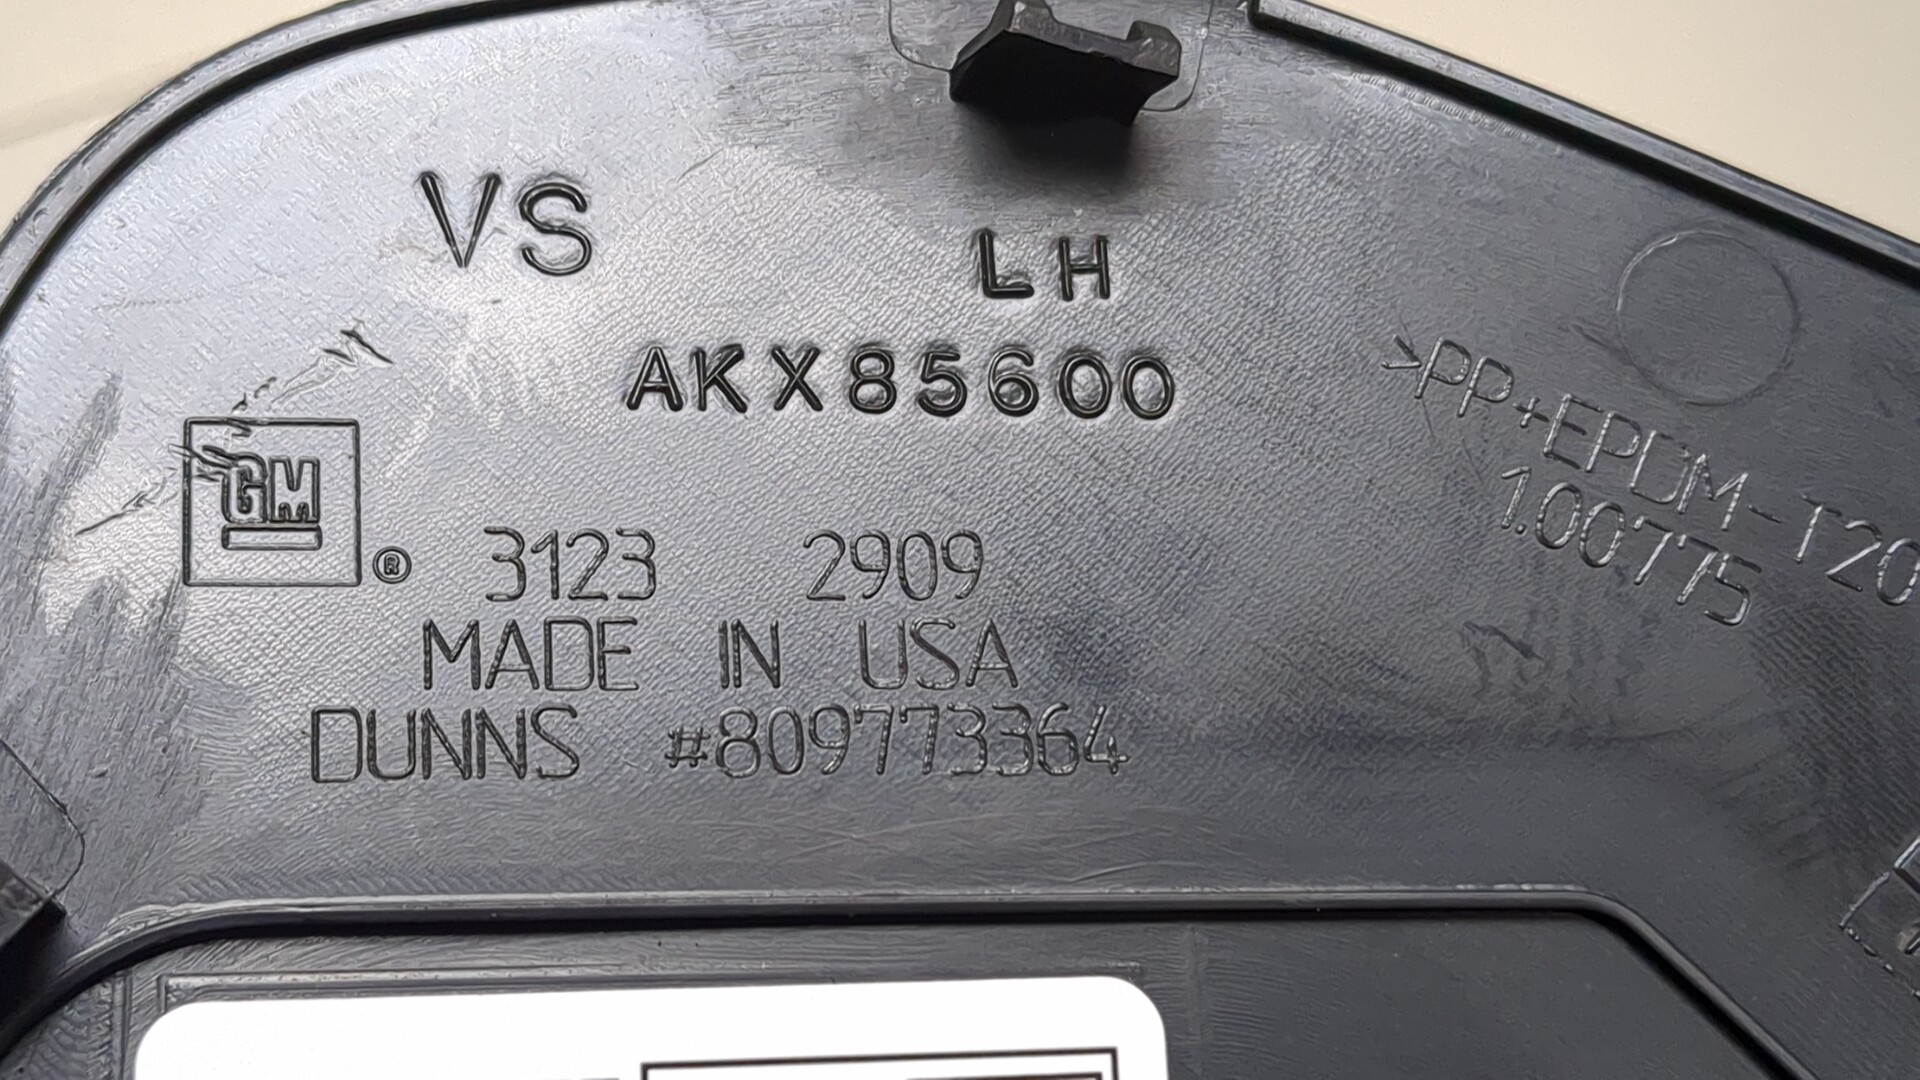 VS
LH
AKX85600
>PP+EPDM-T20
1.00775
GM
® 3123 2909
MADE IN USA
DUNNS #809773364